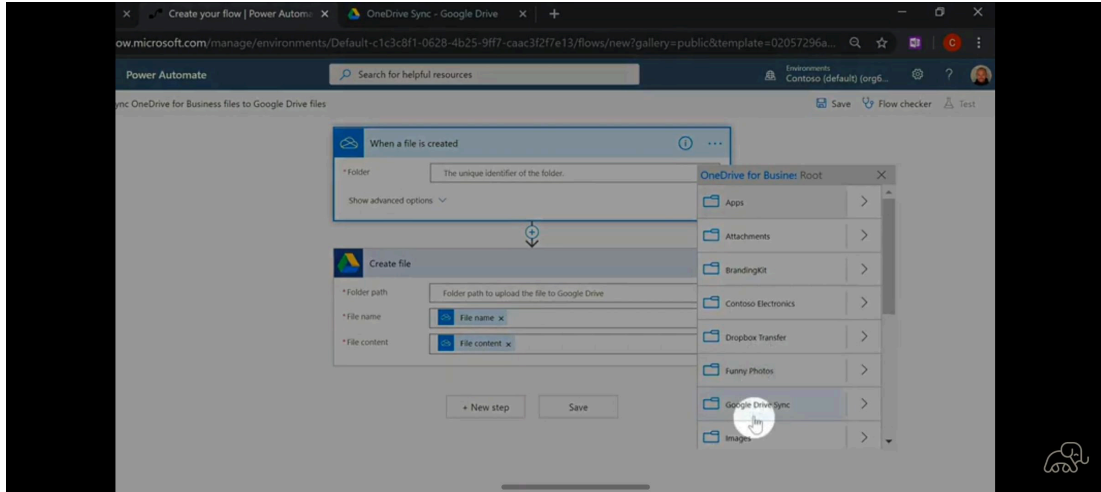 Create your flow | Power Automa
OneDrive Sync - Google Drive
ow.microsoft.com/manage/environments/Default-c1c3c8f1-0628-4b25-9ff7-caac3f2f7e13/flows/new?gallery=public&template=02057296a...
C
Power Automate
Search for helpful resources
Environments
Contoso (default) (org6...
?
ync OneDrive for Business files to Google Drive files
Save
Flow checker
Test
When a file is created
* Folder
The unique identifier of the folder.
Show advanced options
Create file
* Folder path
Folder path to upload the file to Google Drive
* File name
File name
* File content
File content
+ New step
Save
OneDrive for Busines Root
Apps
Attachments
BrandingKit
Contoso Electronics
Dropbox Transfer
Funny Photos
Google Drive Sync
Images